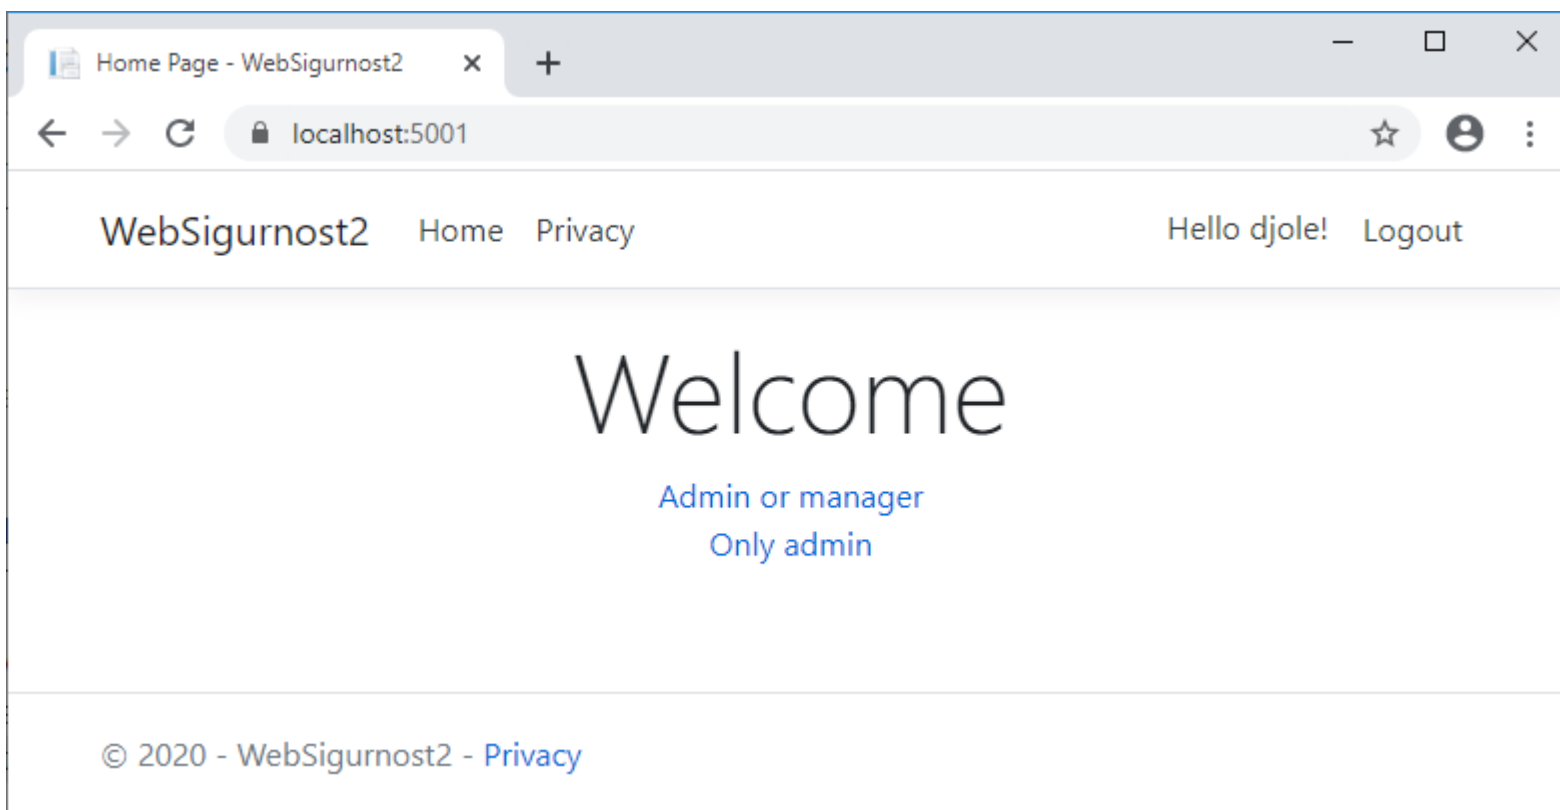 Home Page - WebSigurnost2
localhost:5001
WebSigurnost2 Home Privacy Hello djole! Logout
Welcome
Admin or manager
Only admin
© 2020 - WebSigurnost2 - Privacy